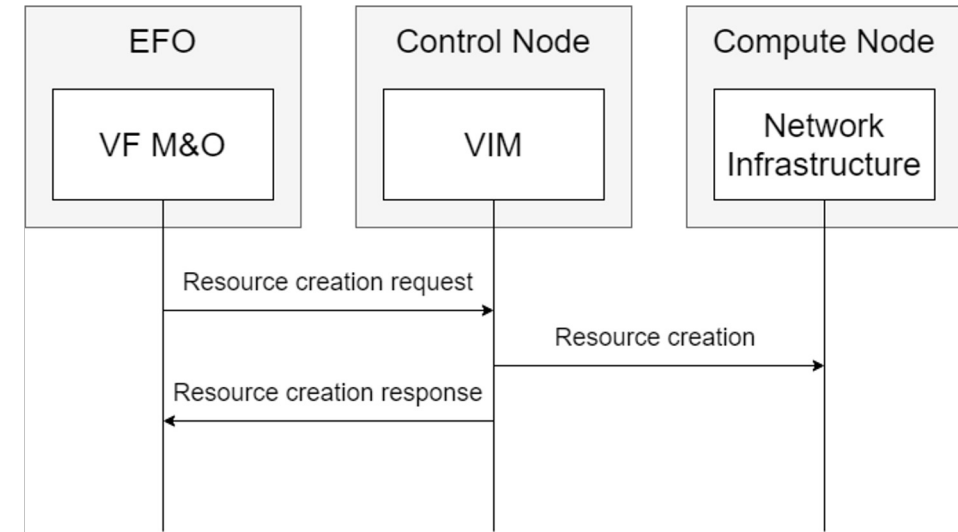 EFO
Control Node
Compute Node
VF M&O
VIM
Network
Infrastructure
Resource creation request
Resource creation
Resource creation response